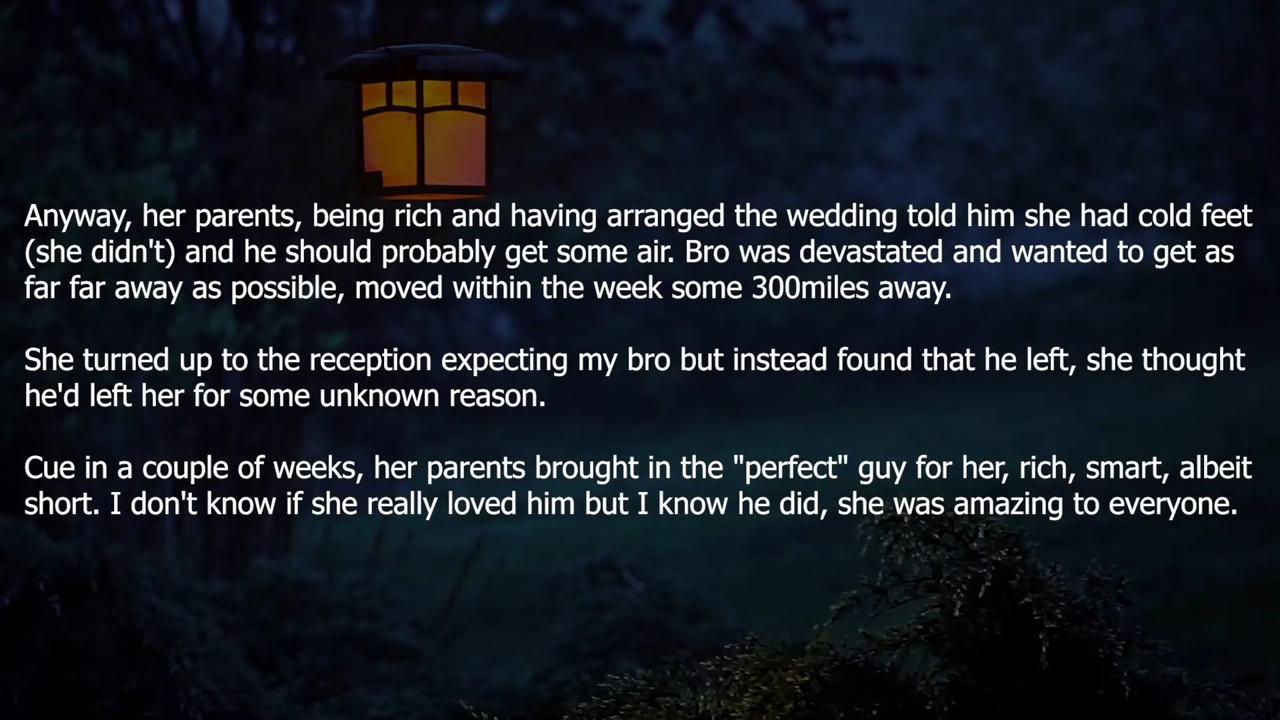 Anyway, her parents, being rich and having arranged the wedding told him she had cold feet
(she didn't) and he should probably get some air. Bro was devastated and wanted to get as
far far away as possible, moved within the week some 300miles away.
She turned up to the reception expecting my bro but instead found that he left, she thought
he'd left her for some unknown reason.
Cue in a couple of weeks, her parents brought in the "perfect" guy for her, rich, smart, albeit
short. I don't know if she really loved him but I know he did, she was amazing to everyone.